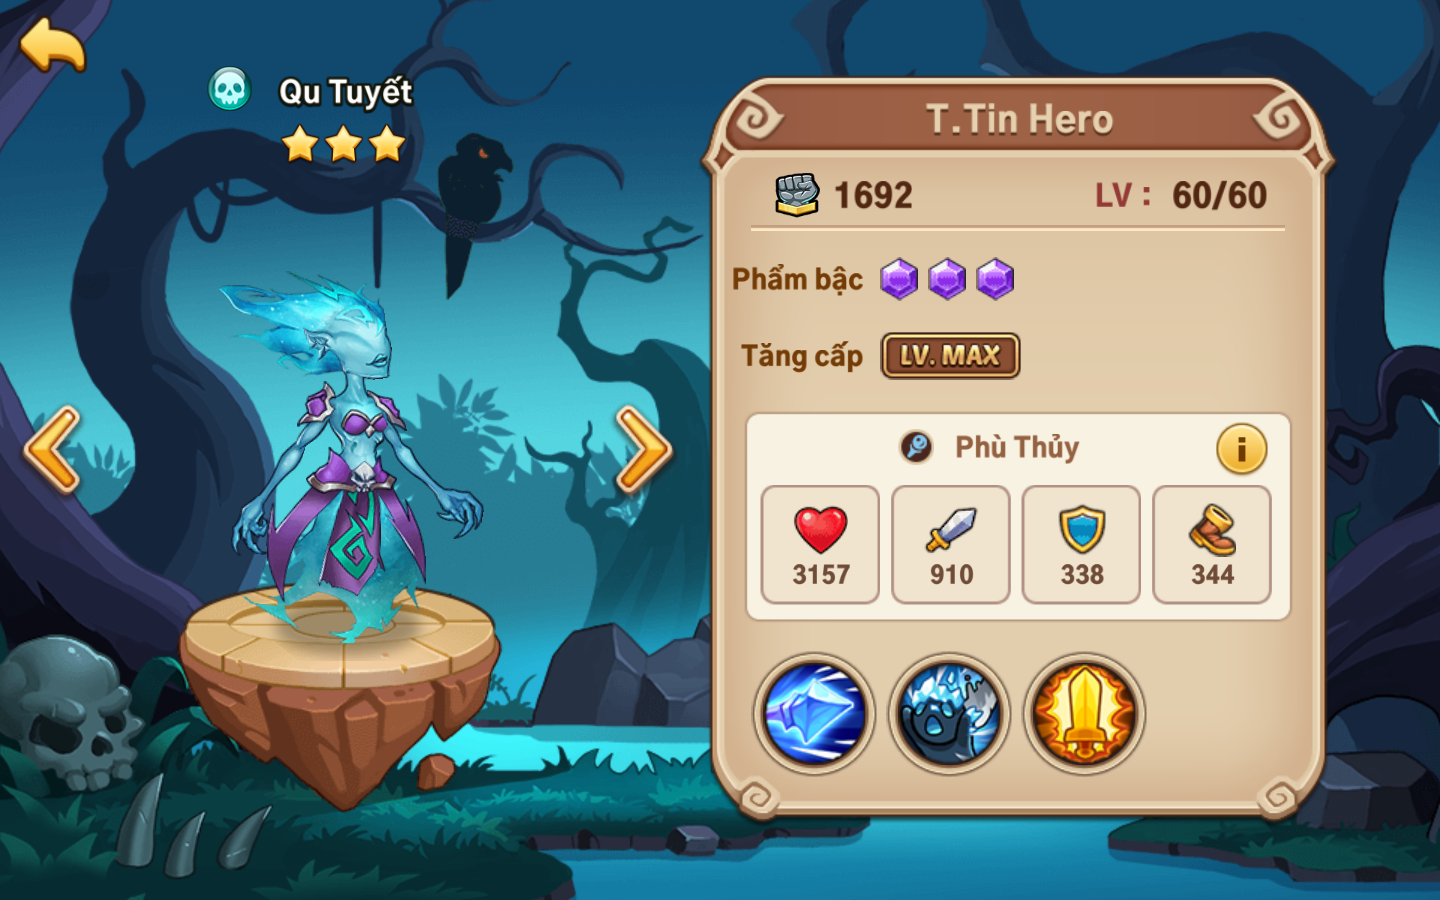 Qu Tuyết
T.Tin Hero
1692
LV : 60/60
Phẩm bậc
Tăng cấp
LV. MAX
Phù Thủy
i
3157
910
338
344